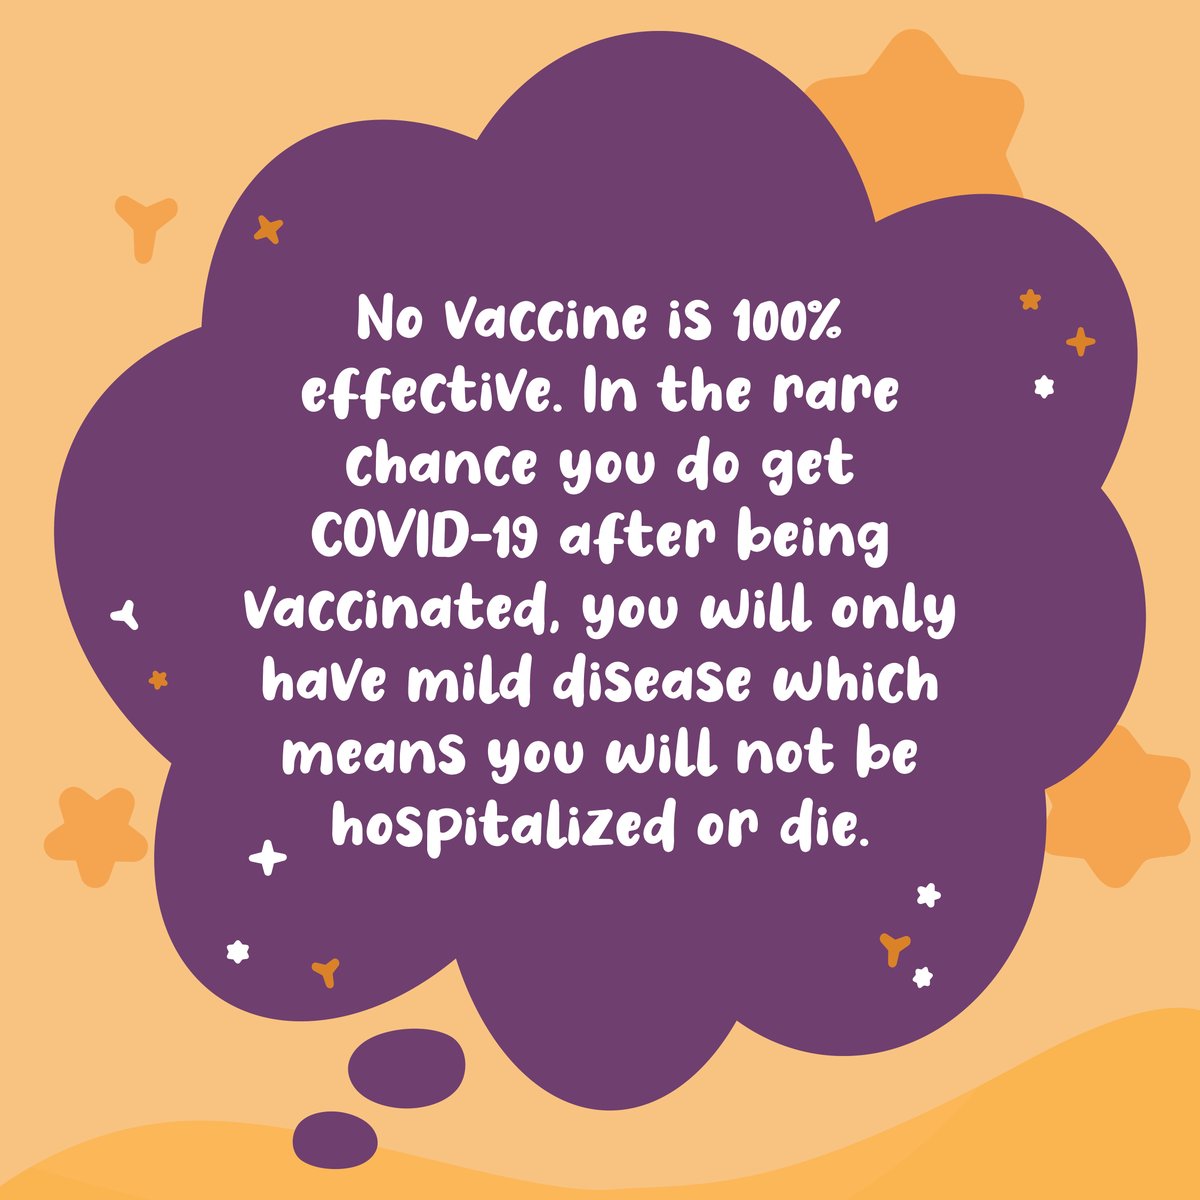 No vaccine is 100%
effective. In the rare
chance you do get
COVID-19 after being
vaccinated, you will only
have mild disease which
means you will not be
hospitalized or die.